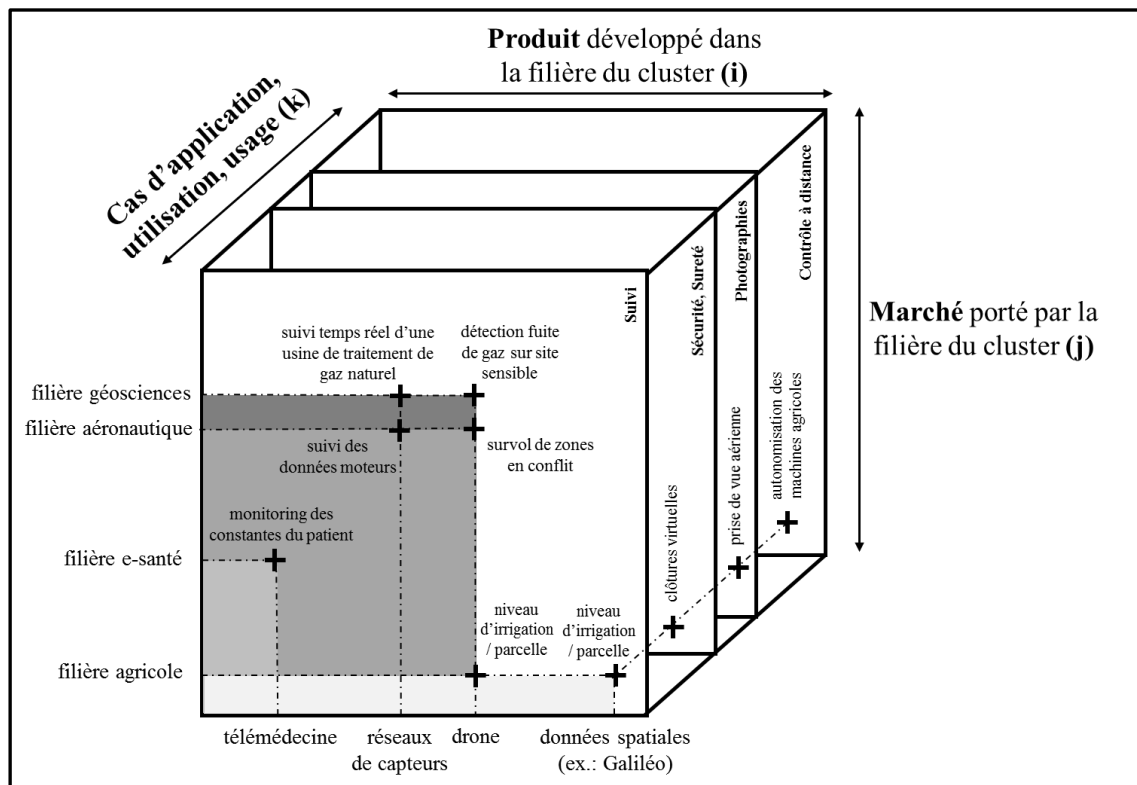 Produit développé dans
la filière du cluster (i)
Cas d’application,
utilisation, usage (k)
Marché porté par la
filière du cluster (j)
Suivi
Sécurité, Sureté
Photographies
Contrôle à distance
suivi temps réel d’une
usine de traitement de
gaz naturel
détection fuite
de gaz sur site
sensible
filière géosciences
filière aéronautique
suivi des
données moteurs
survol de zones
en conflit
monitoring des
constantes du patient
filière e-santé
niveau
d’irrigation
/ parcelle
niveau
d’irrigation
/ parcelle
filière agricole
clôtures virtuelles
prise de vue aérienne
autonomisation des
machines agricoles
télémédecine
réseaux
de capteurs
drone
données spatiales
(ex.: Galiléo)